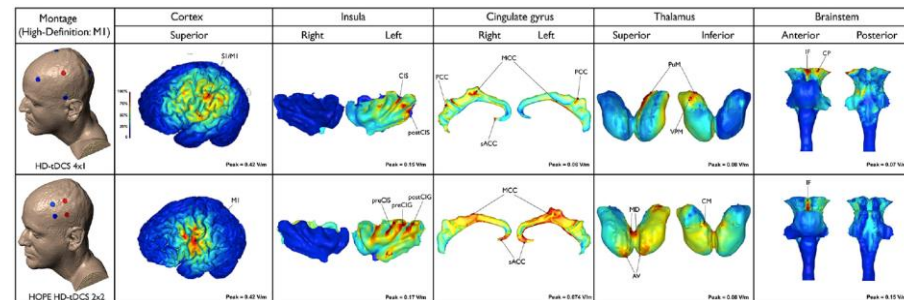 Montage
(High-Definition: M1)
Cortex
Insula
Cingulate gyrus
Thalamus
Brainstem
Superior
Right
Left
Right
Left
Superior
Inferior
Anterior
Posterior
S1/M1
100%
75%
50%
25%
0%
CIS
postCIS
PCC
MCC
PCC
sACC
PuM
VPM
IF
CP
HD-tDCS 4x1
Peak = 0.42 V/m
Peak = 0.15 V/m
Peak = 0.08 V/m
Peak = 0.07 V/m
M1
preCIS
preCIG
postCIG
MCC
sACC
MD
CM
AV
IF
HOPE HD-tDCS 2x2
Peak = 0.42 V/m
Peak = 0.17 V/m
Peak = 0.074 V/m
Peak = 0.08 V/m
Peak = 0.15 V/m